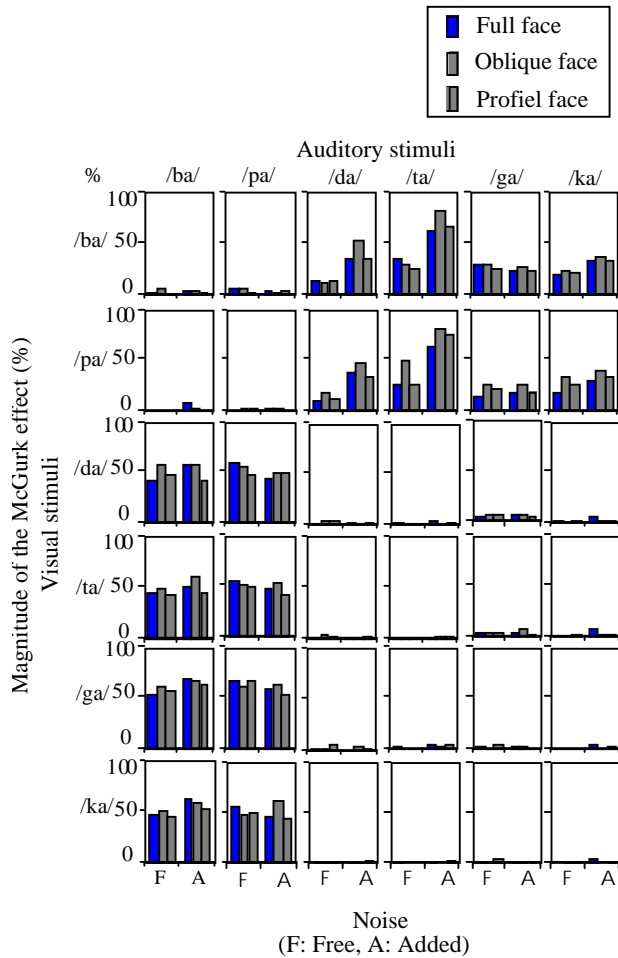 Full face
Oblique face
Profiel face
Auditory stimuli
% /ba/ /pa/ /da/ /ta/ /ga/ /ka/
100
/ba/ 50
0
100
/pa/ 50
0
100
/da/ 50
0
100
/ta/ 50
0
100
/ga/ 50
0
100
/ka/ 50
0
F A F A F A F A F A F A
Noise
(F: Free, A: Added)
Magnitude of the McGurk effect (%)
Visual stimuli